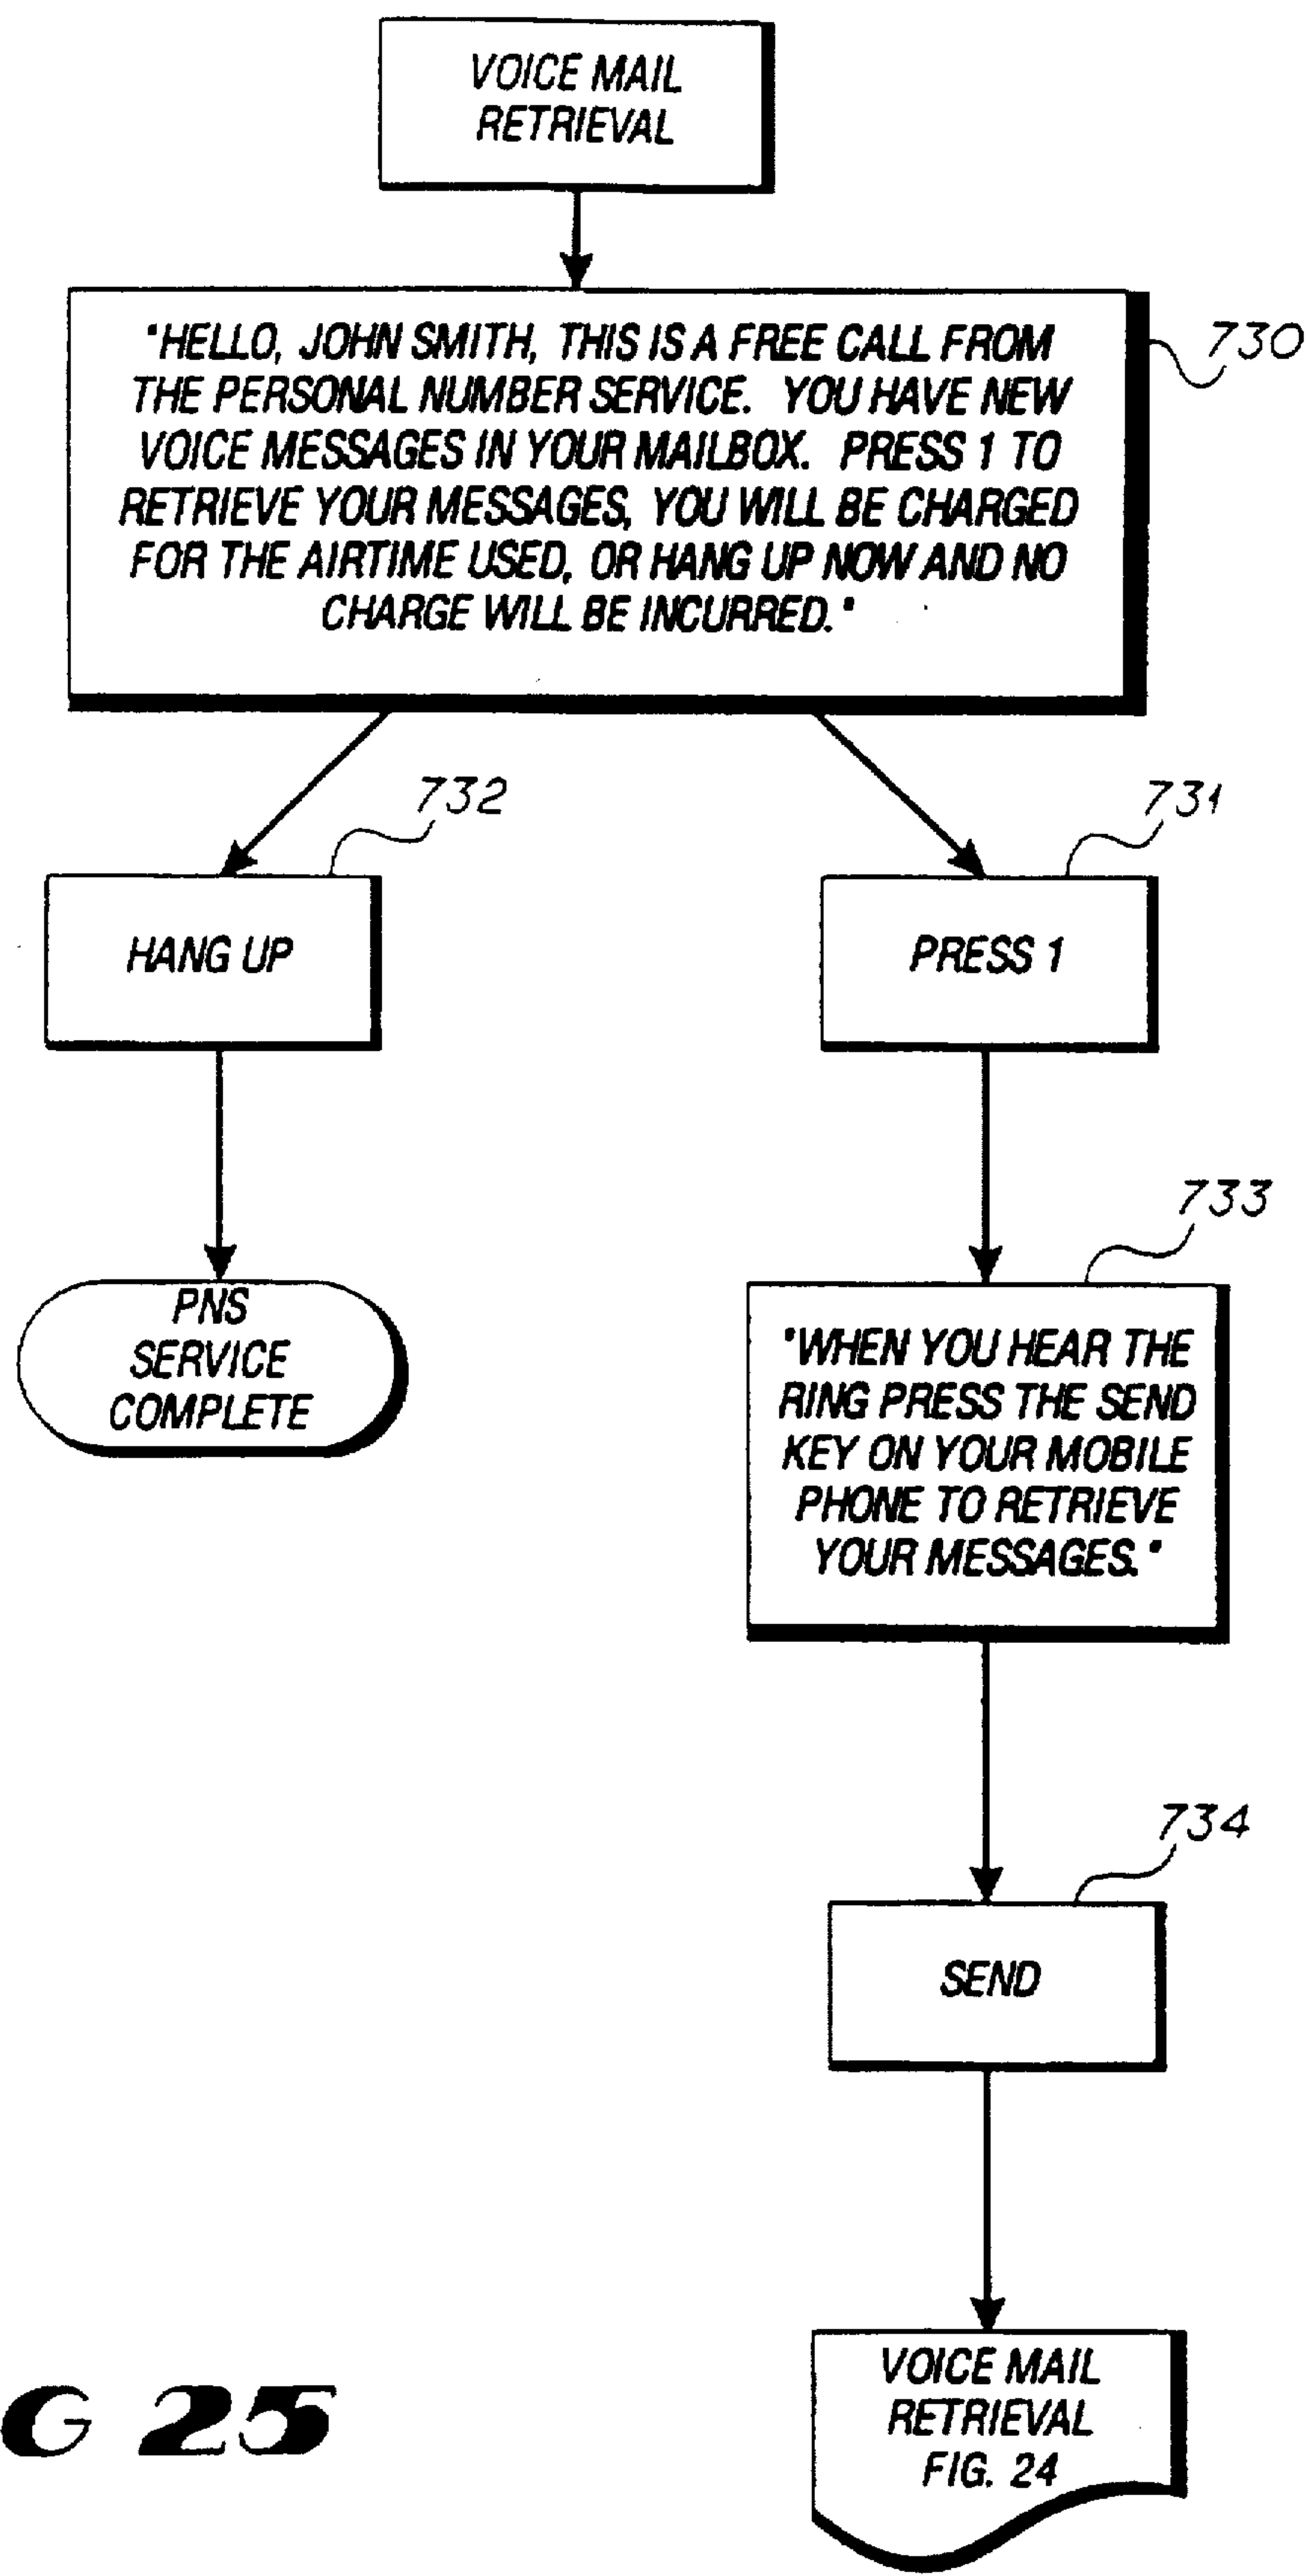 VOICE MAIL
RETRIEVAL
"HELLO, JOHN SMITH, THIS IS A FREE CALL FROM
THE PERSONAL NUMBER SERVICE. YOU HAVE NEW
VOICE MESSAGES IN YOUR MAILBOX. PRESS 1 TO
RETRIEVE YOUR MESSAGES, YOU WILL BE CHARGED
FOR THE AIRTIME USED, OR HANG UP NOW AND NO
CHARGE WILL BE INCURRED."
730
732
HANG UP
731
PRESS 1
PNS
SERVICE
COMPLETE
733
"WHEN YOU HEAR THE
RING PRESS THE SEND
KEY ON YOUR MOBILE
PHONE TO RETRIEVE
YOUR MESSAGES."
734
SEND
VOICE MAIL
RETRIEVAL
FIG. 24
G 25